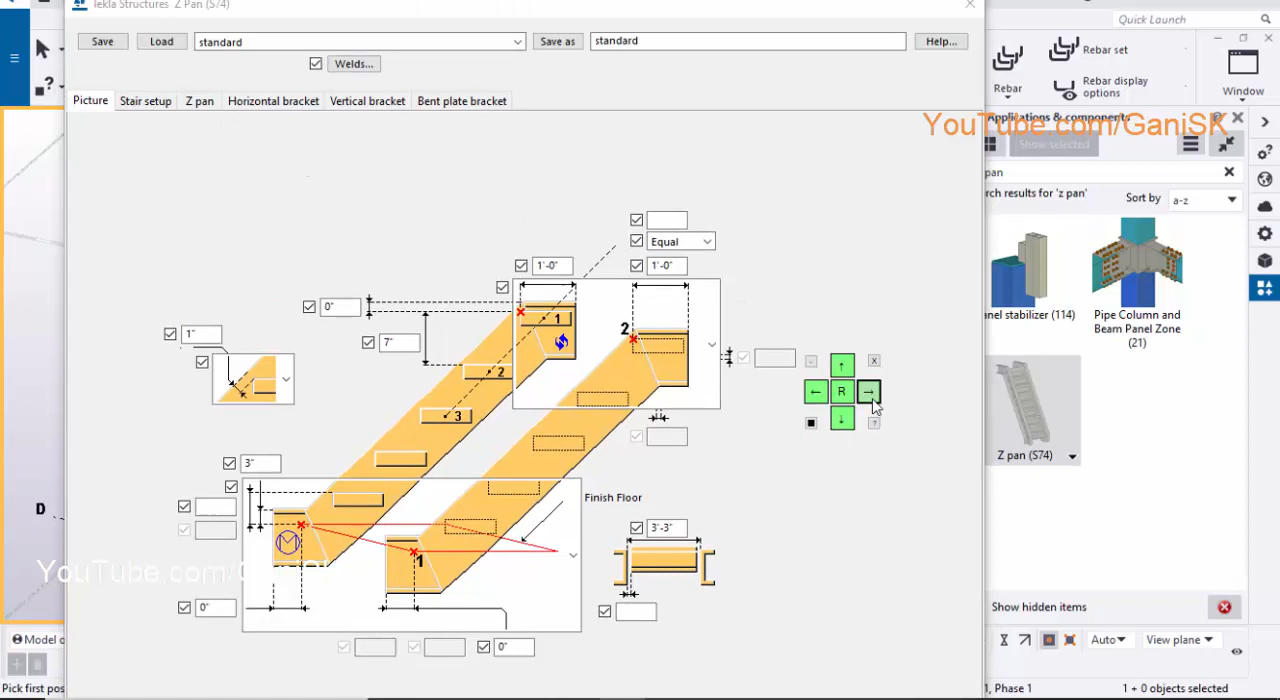 Tekla Structures Z Pan (S74)
Quick Launch
Save
Load
standard
Save as
standard
Help...
Welds...
Rebar
Rebar set
Rebar display options
Window
Picture
Stair setup
Z pan
Horizontal bracket
Vertical bracket
Bent plate bracket
Applications & components
YouTube.com/GaniSK
Show selected
pan
rch results for 'z pan'
Sort by
a-z
Equal
1'-0"
1'-0"
0"
7"
1"
1
2
3
2
R
?
anel stabilizer (114)
Pipe Column and Beam Panel Zone (21)
Z pan (S74)
3"
Finish Floor
3'-3"
M
1
0"
0"
D
YouTube.com/G
Show hidden items
Model o
Auto
View plane
Pick first pos
1, Phase 1
1 + 0 objects selected